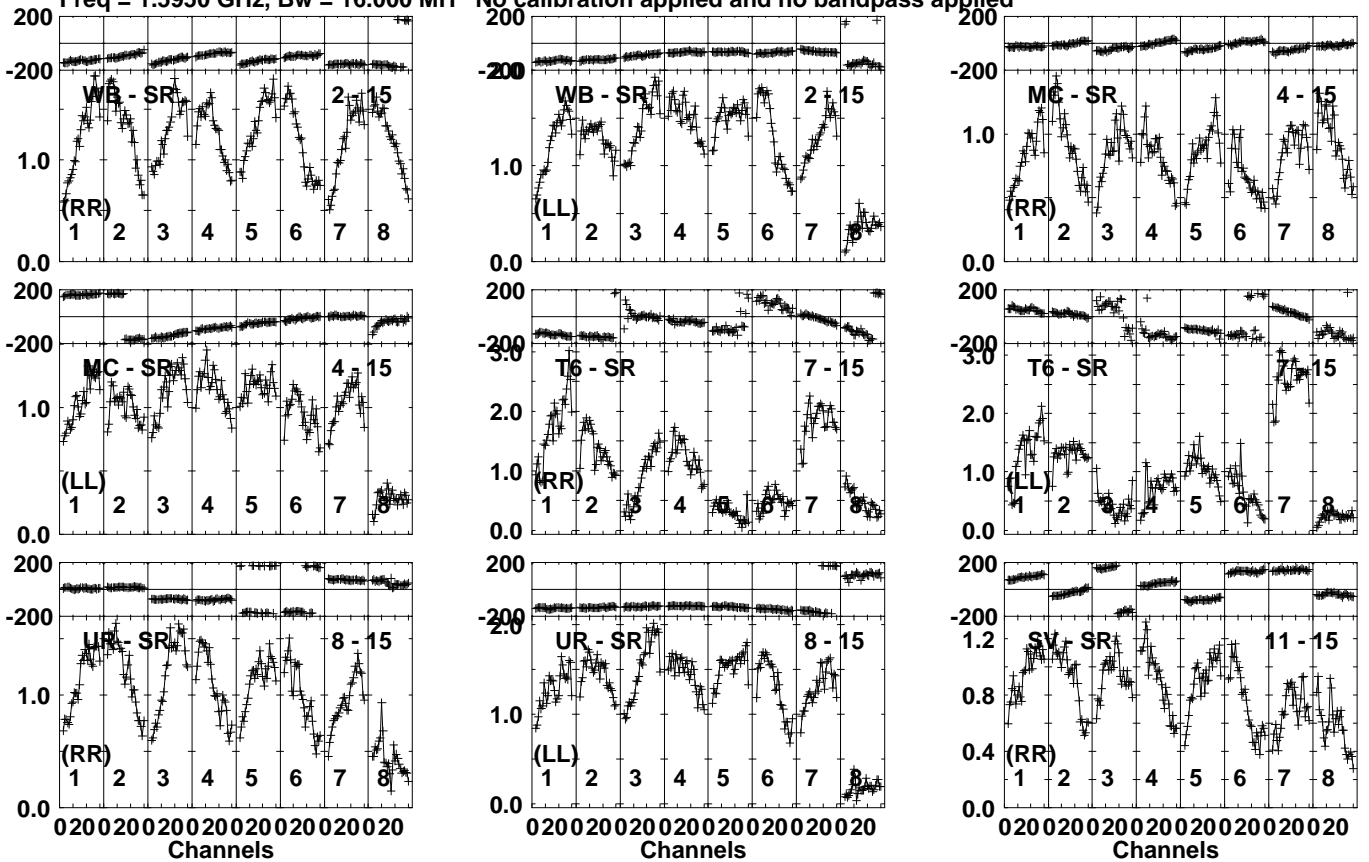 Freq = 1.5950 GHz, Bw = 16.000 MH No calibration applied and no bandpass applied
200 200 200
-200 -200 -200
2.0
WB - SR 2 - 15 WB - SR 2 - 15 MC - SR 4 - 15
1.0 1.0 1.0
(RR) (LL) (RR)
1 2 3 4 5 6 7 8 1 2 3 4 5 6 7 8 1 2 3 4 5 6 7 8
0.0 0.0 0.0
200 200 200
-200 -200 -200
3.0 3.0
MC - SR 4 - 15 T6 - SR 7 - 15 T6 - SR 7 - 15
2.0 2.0
1.0 1.0 1.0
(LL) (RR) (LL)
1 2 3 4 5 6 7 8 1 2 3 4 5 6 7 8 1 2 3 4 5 6 7 8
0.0 0.0 0.0
200 200 200
-200 -200 -200
2.0 1.2
UR - SR 8 - 15 UR - SR 8 - 15 SV - SR 11 - 15
1.0 1.0 0.8
0.4
(RR) (LL) (RR)
1 2 3 4 5 6 7 8 1 2 3 4 5 6 7 8 1 2 3 4 5 6 7 8
0.0 0.0 0.0
0 20 0 20 0 20 0 20 0 20 0 20 0 20 0 20 0 20 0 20 0 20 0 20 0 20 0 20 0 20 0 20 0 20 0 20 0 20 0 20 0 20 0 20 0 20 0 20
Channels Channels Channels